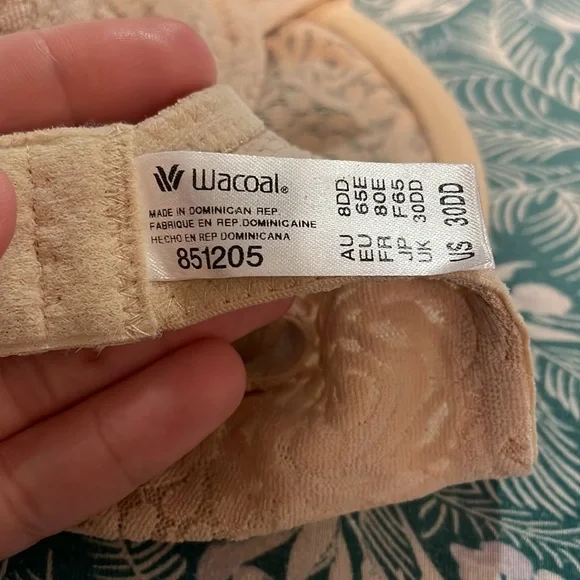 Wacoal®
MADE IN DOMINICAN REP.
FABRIQUE EN REP.DOMINICAINE
HECHO EN REP DOMINICANA
851205
AU 8DD
EU 65E
FR 80E
JP F65
UK 30DD
US 30DD